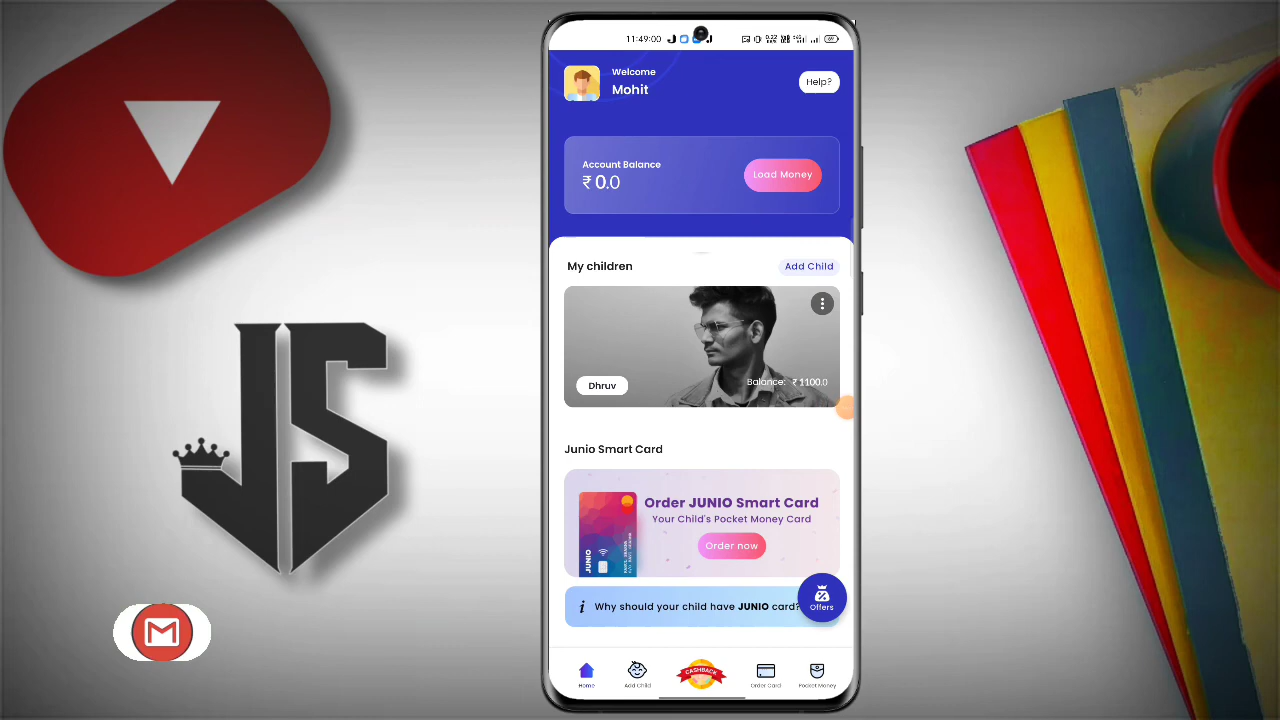 11:49:00
Welcome
Mohit
Help?
Account Balance
₹ 0.0
Load Money
My children
Add Child
Dhruv
Balance: ₹ 1100.0
Junio Smart Card
Order JUNIO Smart Card
Your Child's Pocket Money Card
Order now
JUNIO
i Why should your child have JUNIO card?
Offers
CASHBACK
Home
Add Child
Order Card
Pocket Money
JS